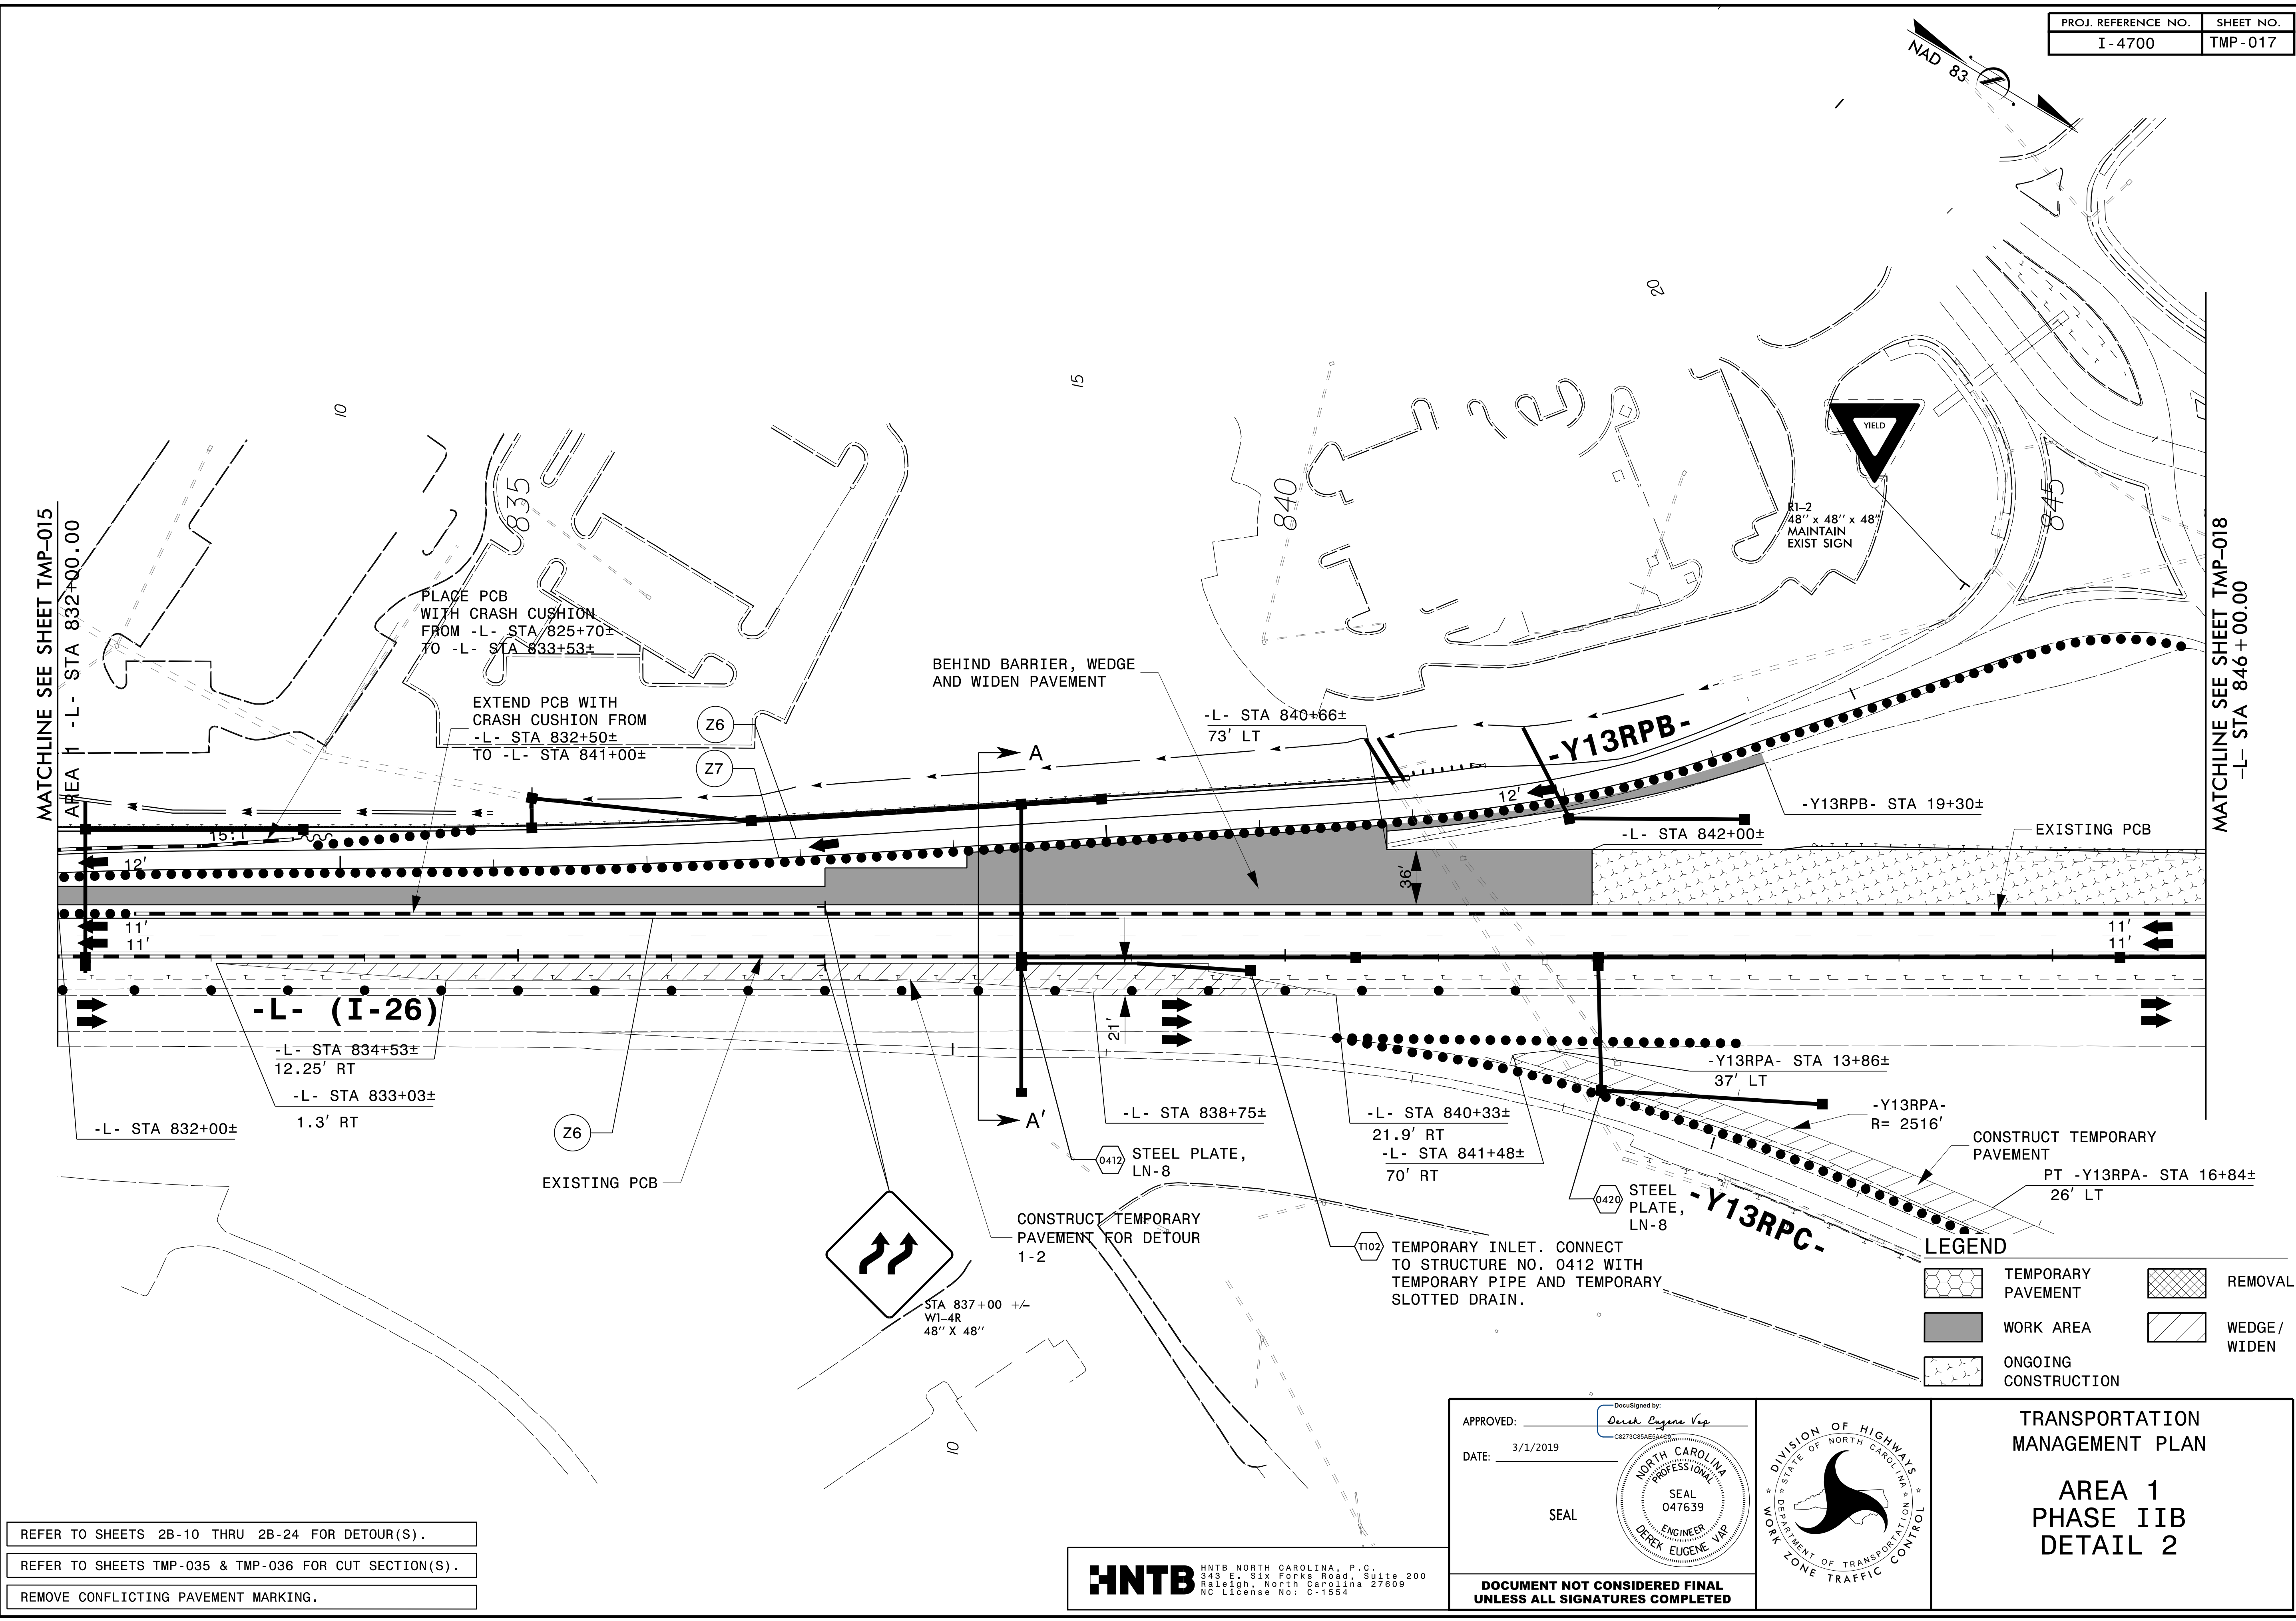 PROJ. REFERENCE NO.
SHEET NO.
I-4700
TMP-017
NAD 83
20
15
10
835
840
845
MATCHLINE SEE SHEET TMP-015
AREA 1 -L- STA 832+00.00
MATCHLINE SEE SHEET TMP-018
-L- STA 846+00.00
YIELD
R1-2
48" x 48" x 48"
MAINTAIN
EXIST SIGN
PLACE PCB
WITH CRASH CUSHION
FROM -L- STA 825+70±
TO -L- STA 833+53±
EXTEND PCB WITH
CRASH CUSHION FROM
-L- STA 832+50±
TO -L- STA 841+00±
Z6
Z7
A
BEHIND BARRIER, WEDGE
AND WIDEN PAVEMENT
-L- STA 840+66±
73' LT
-Y13RPB-
12'
-Y13RPB- STA 19+30±
-L- STA 842+00±
EXISTING PCB
15:1
12'
36'
11'
11'
11'
11'
-L- (I-26)
21'
-L- STA 834+53±
12.25' RT
-L- STA 833+03±
1.3' RT
-L- STA 832+00±
Z6
EXISTING PCB
A'
-L- STA 838+75±
0412
STEEL PLATE,
LN-8
-L- STA 840+33±
21.9' RT
-L- STA 841+48±
70' RT
-Y13RPA- STA 13+86±
37' LT
-Y13RPA-
R= 2516'
CONSTRUCT TEMPORARY
PAVEMENT
PT -Y13RPA- STA 16+84±
26' LT
0420
STEEL
PLATE,
LN-8
-Y13RPC-
CONSTRUCT TEMPORARY
PAVEMENT FOR DETOUR
1-2
T102
TEMPORARY INLET. CONNECT
TO STRUCTURE NO. 0412 WITH
TEMPORARY PIPE AND TEMPORARY
SLOTTED DRAIN.
STA 837+00 +/-
W1-4R
48" X 48"
10
LEGEND
TEMPORARY
PAVEMENT
REMOVAL
WORK AREA
WEDGE/
WIDEN
ONGOING
CONSTRUCTION
REFER TO SHEETS 2B-10 THRU 2B-24 FOR DETOUR(S).
REFER TO SHEETS TMP-035 & TMP-036 FOR CUT SECTION(S).
REMOVE CONFLICTING PAVEMENT MARKING.
HNTB
HNTB NORTH CAROLINA, P.C.
343 E. Six Forks Road, Suite 200
Raleigh, North Carolina 27609
NC License No: C-1554
APPROVED:
DocuSigned by:
Derek Eugene Vap
C8273C85AE5A4C9...
DATE:
3/1/2019
SEAL
NORTH CAROLINA
PROFESSIONAL
SEAL
047639
ENGINEER
DEREK EUGENE VAP
DOCUMENT NOT CONSIDERED FINAL
UNLESS ALL SIGNATURES COMPLETED
DIVISION OF HIGHWAYS
STATE OF NORTH CAROLINA
DEPARTMENT OF TRANSPORTATION
WORK ZONE TRAFFIC CONTROL
TRANSPORTATION
MANAGEMENT PLAN
AREA 1
PHASE IIB
DETAIL 2